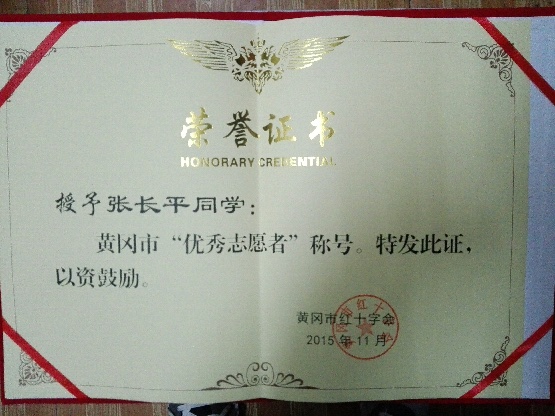 荣誉证书
HONORARY CREDENTIAL
授予张长平同学：
黄冈市“优秀志愿者”称号。特发此证，
以资鼓励。
黄冈市红十字会
2015年11月